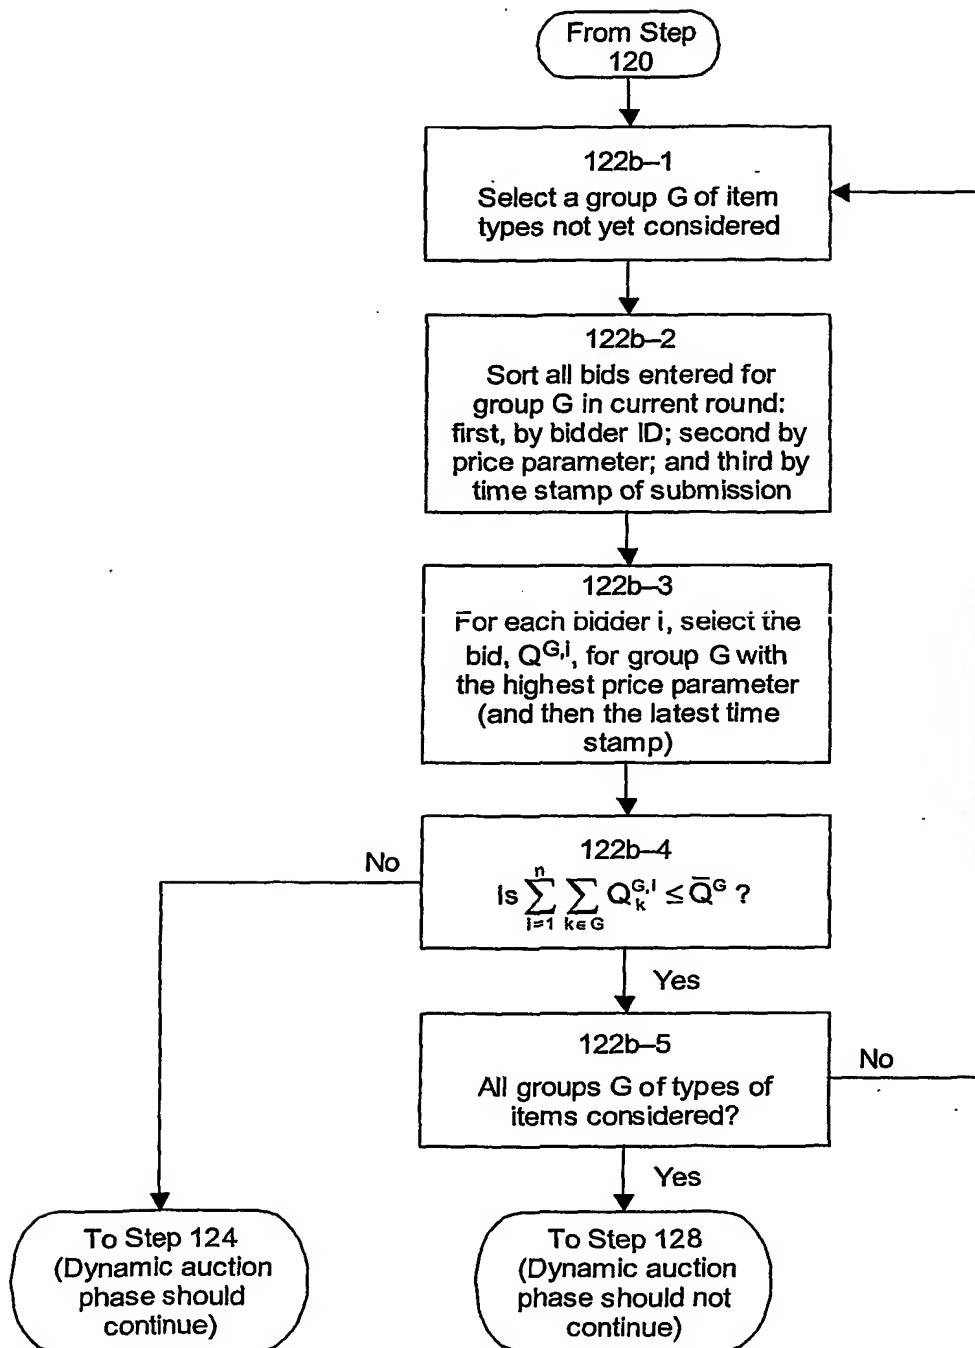 From Step
120
122b–1
Select a group G of item
types not yet considered
122b–2
Sort all bids entered for
group G in current round:
first, by bidder ID; second by
price parameter; and third by
time stamp of submission
122b–3
For each bidder i, select the
bid, Q^{G,i}, for group G with
the highest price parameter
(and then the latest time
stamp)
122b–4
Is \sum_{i=1}^{n} \sum_{k∈G} Q_k^{G,i} ≤ \bar{Q}^G ?
No
Yes
122b–5
All groups G of types of
items considered?
No
Yes
To Step 124
(Dynamic auction
phase should
continue)
To Step 128
(Dynamic auction
phase should not
continue)